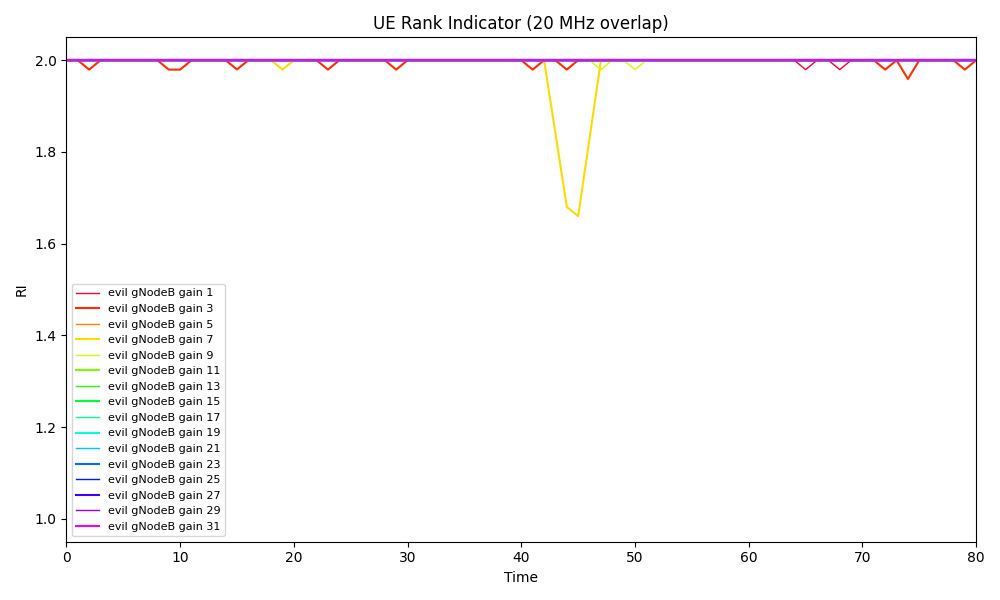 UE Rank Indicator (20 MHz overlap)
RI
2.0
1.8
1.6
1.4
1.2
1.0
evil gNodeB gain 1
evil gNodeB gain 3
evil gNodeB gain 5
evil gNodeB gain 7
evil gNodeB gain 9
evil gNodeB gain 11
evil gNodeB gain 13
evil gNodeB gain 15
evil gNodeB gain 17
evil gNodeB gain 19
evil gNodeB gain 21
evil gNodeB gain 23
evil gNodeB gain 25
evil gNodeB gain 27
evil gNodeB gain 29
evil gNodeB gain 31
0 10 20 30 40 50 60 70 80
Time